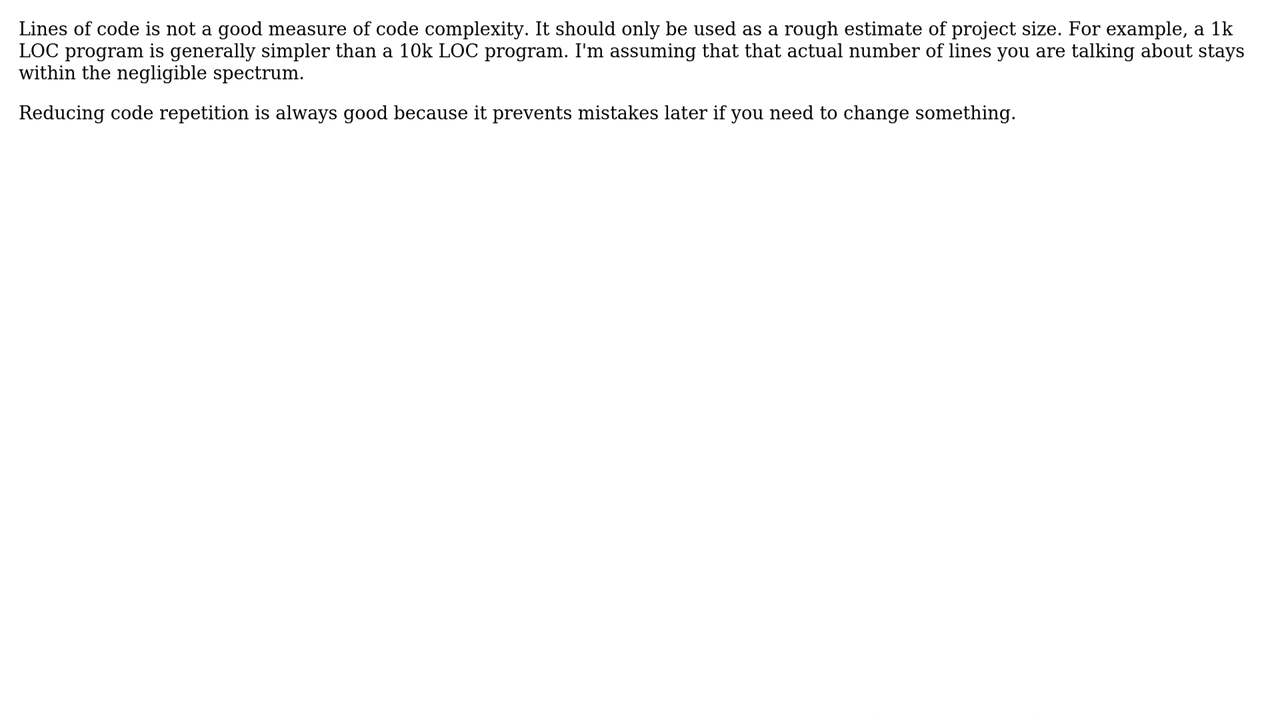 Lines of code is not a good measure of code complexity. It should only be used as a rough estimate of project size. For example, a 1k
LOC program is generally simpler than a 10k LOC program. I'm assuming that that actual number of lines you are talking about stays
within the negligible spectrum.
Reducing code repetition is always good because it prevents mistakes later if you need to change something.